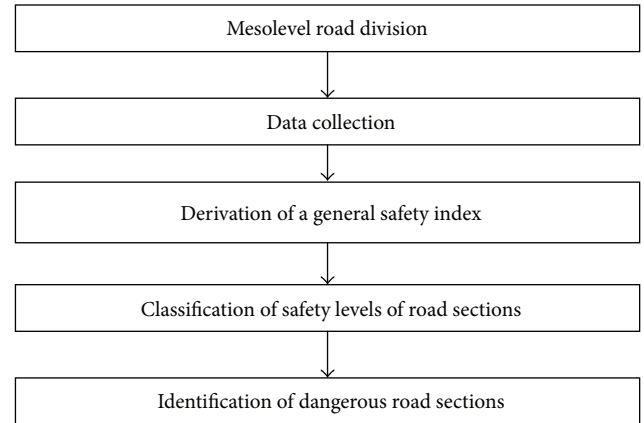 Mesolevel road division
Data collection
Derivation of a general safety index
Classification of safety levels of road sections
Identification of dangerous road sections